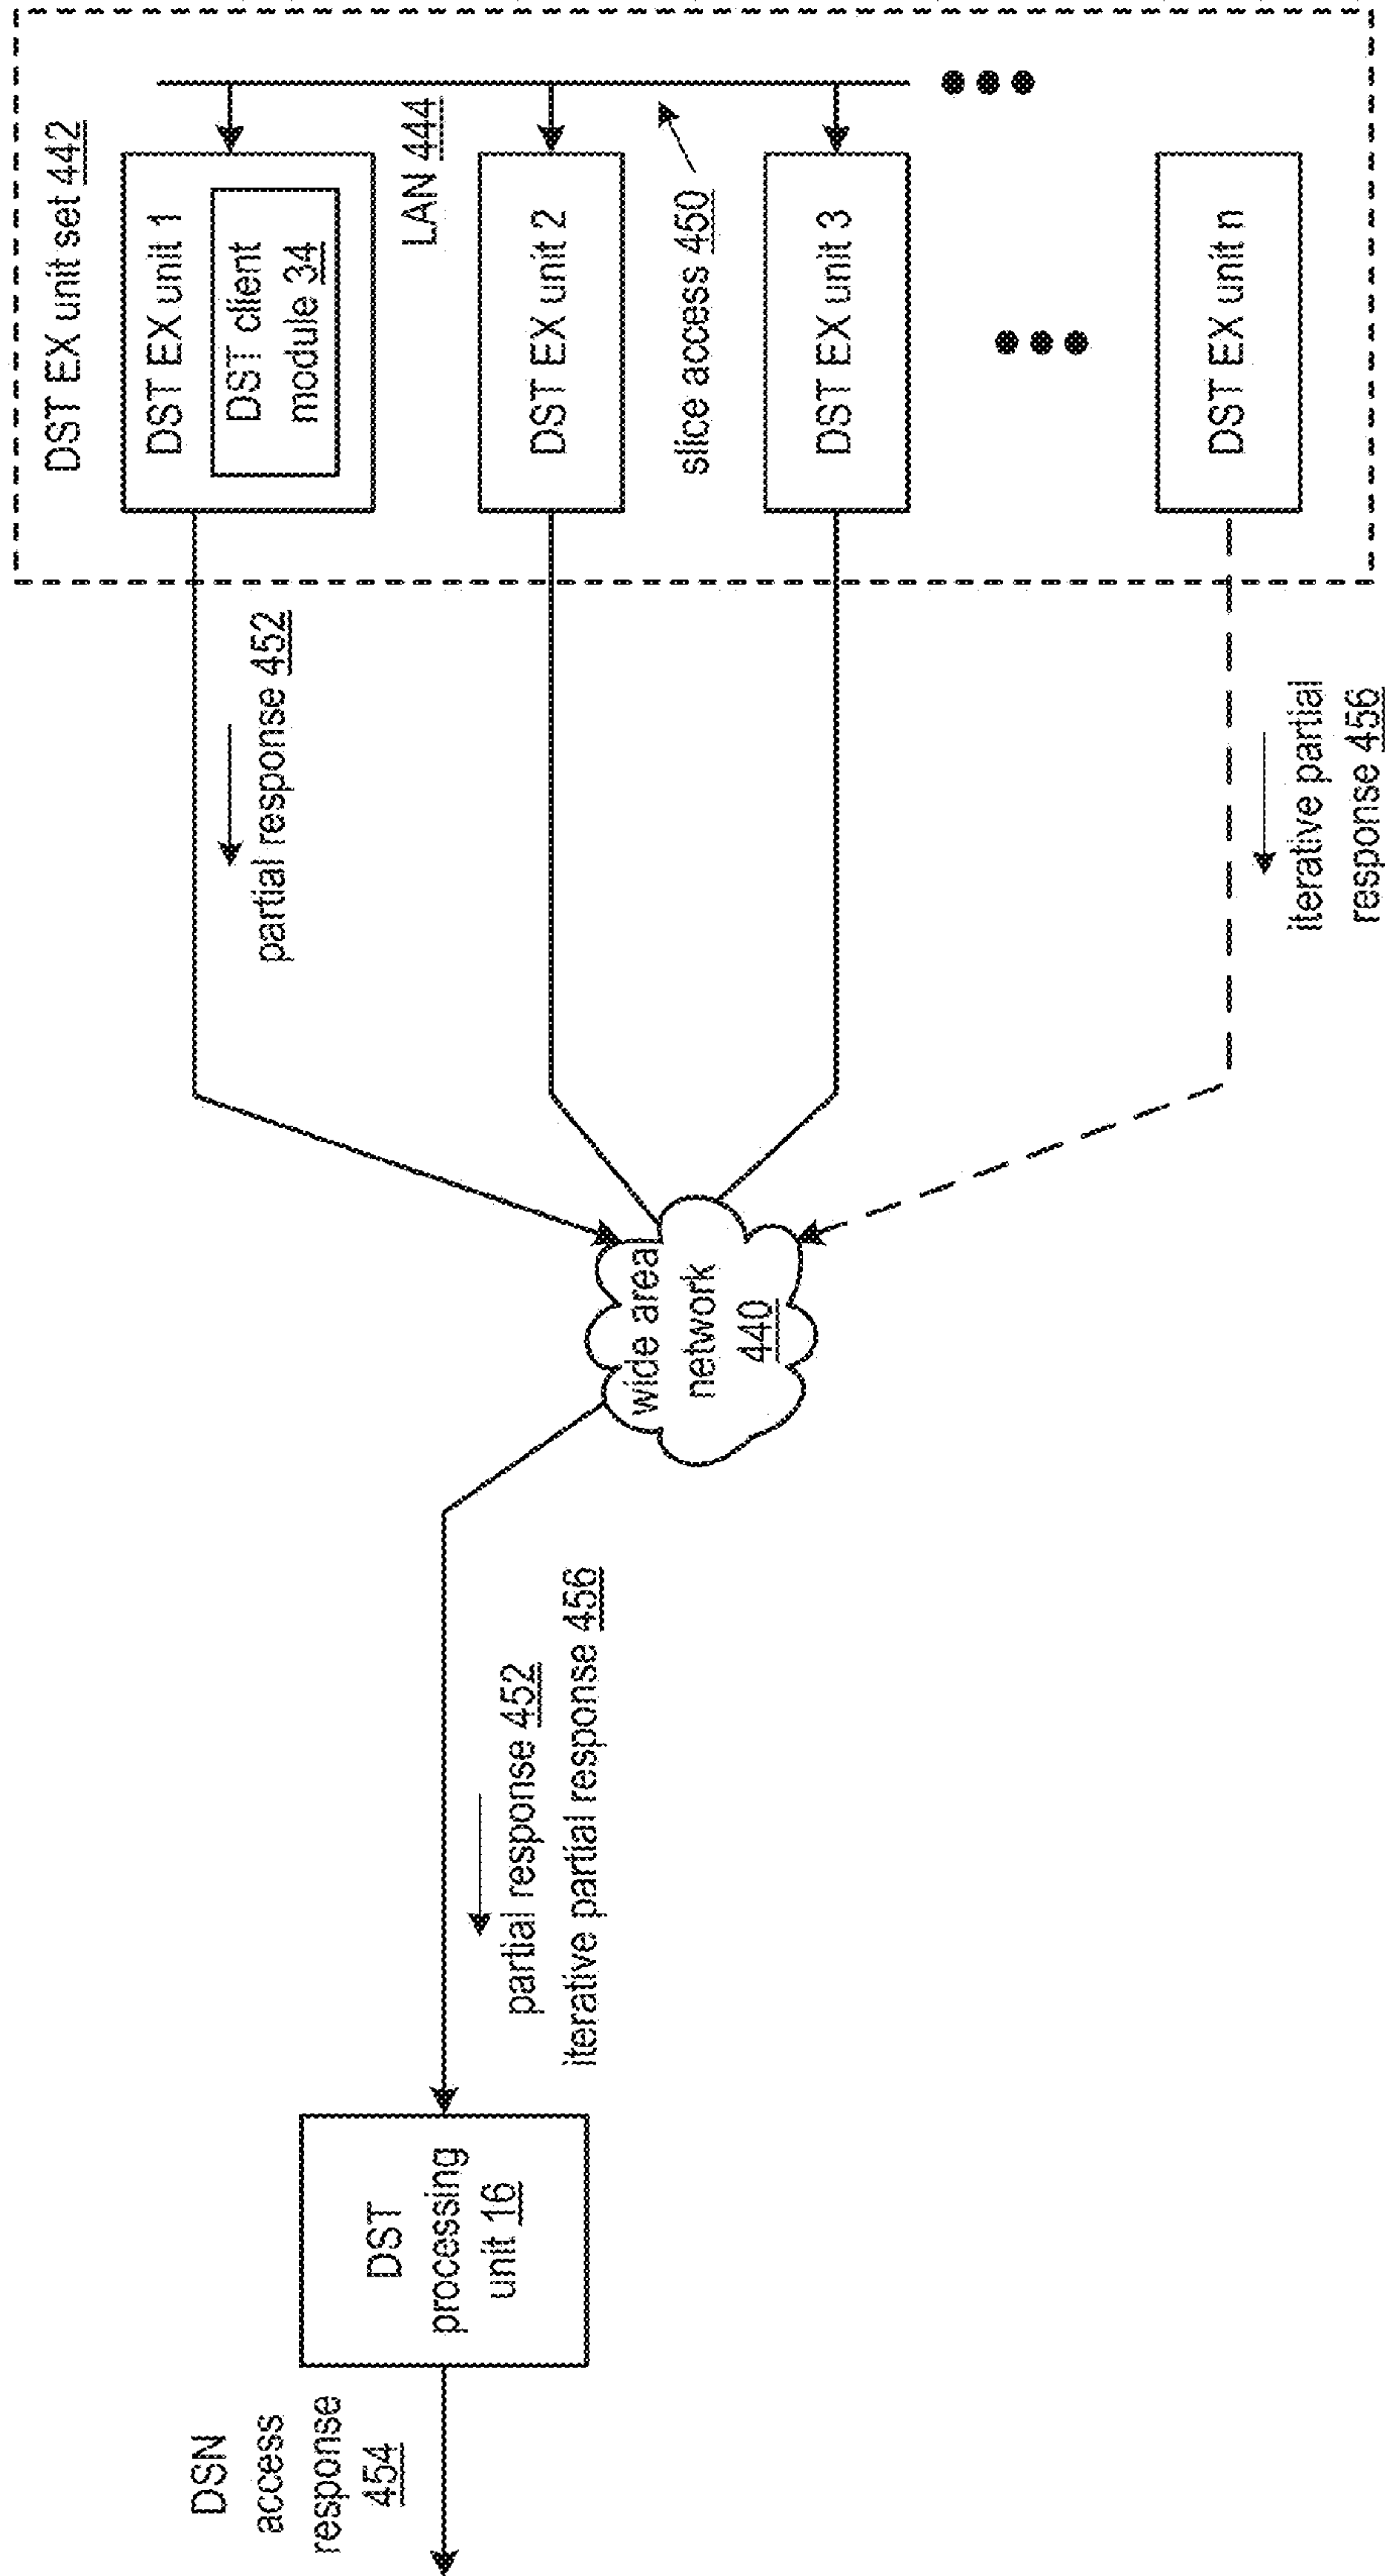 DSN
access
response
454
DST
processing
unit 16
partial response 452
iterative partial response 456
wide area
network
440
partial response 452
iterative partial
response 456
DST EX unit set 442
DST EX unit 1
DST client
module 34
LAN 444
DST EX unit 2
slice access 450
DST EX unit 3
DST EX unit n